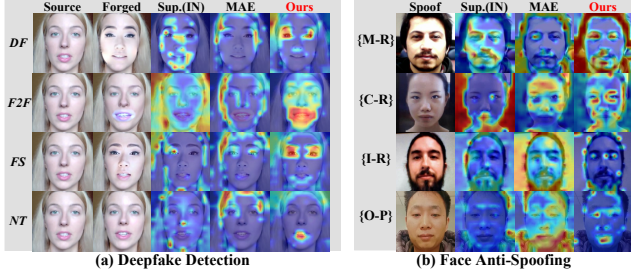 Source Forged Sup.(IN) MAE Ours
DF
F2F
FS
NT
(a) Deepfake Detection
Spoof Sup.(IN) MAE Ours
{M-R}
{C-R}
{I-R}
{O-P}
(b) Face Anti-Spoofing